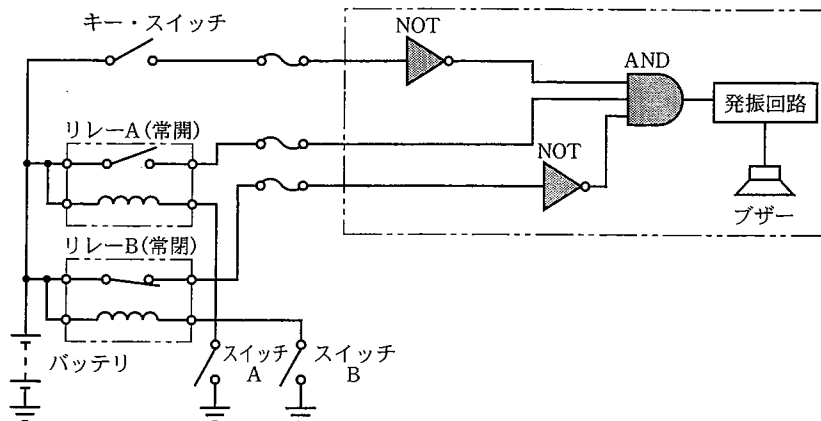 キー・スイッチ
NOT
AND
発振回路
リレーA(常開)
NOT
ブザー
リレーB(常閉)
バッテリ
スイッチ
A
スイッチ
B